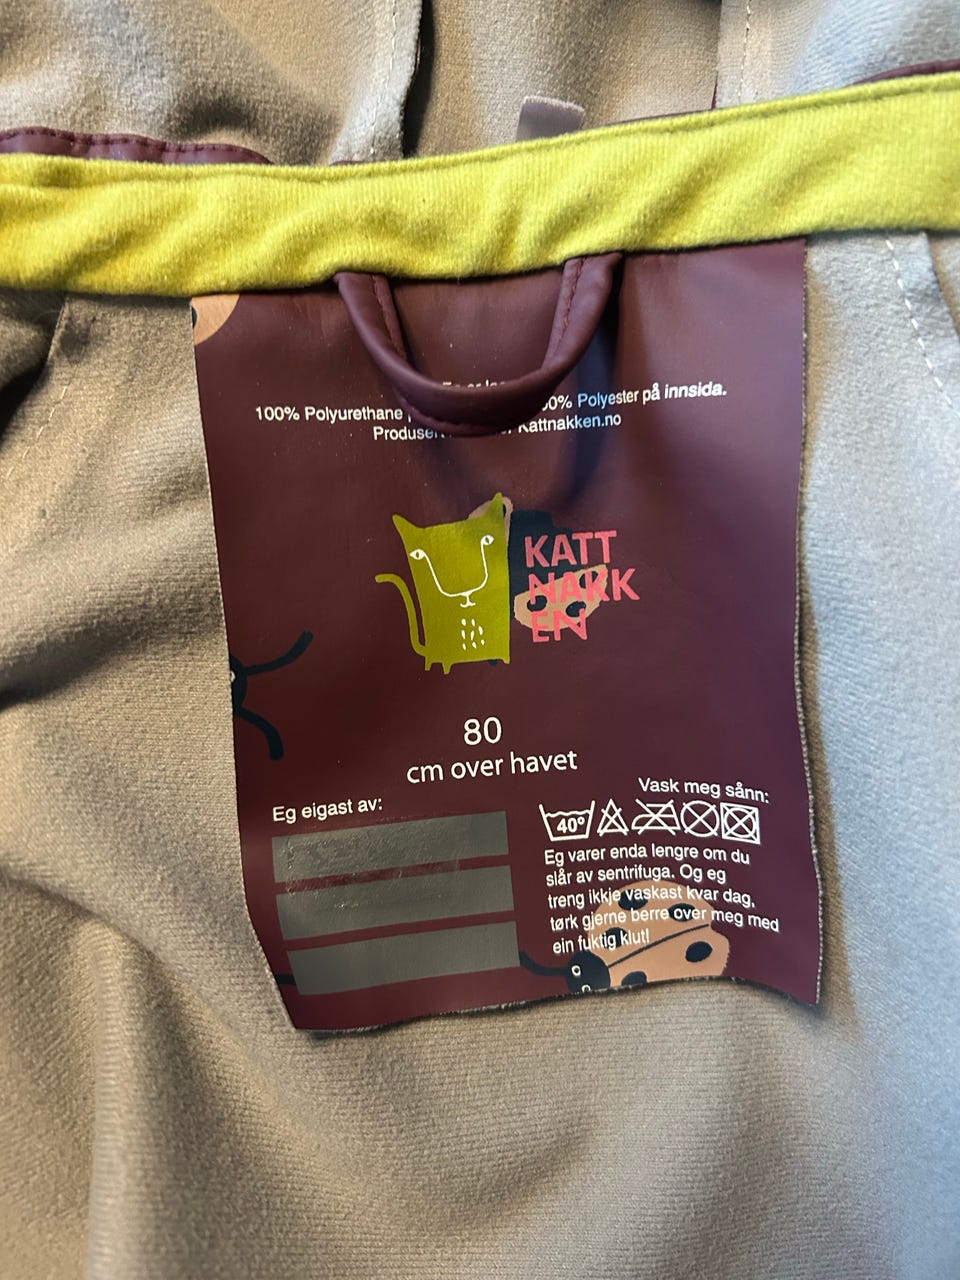 100% Polyurethane
Polyester på innsida.
Kattnakken.no
KATT
NAKK
EN
80
cm over havet
Eg eigast av:
Vask meg sånn:
40°
Eg varer enda lengre om du
slår av sentrifuga. Og eg
treng ikkje vaskast kvar dag,
tørk gjerne berre over meg med
ein fuktig klut!